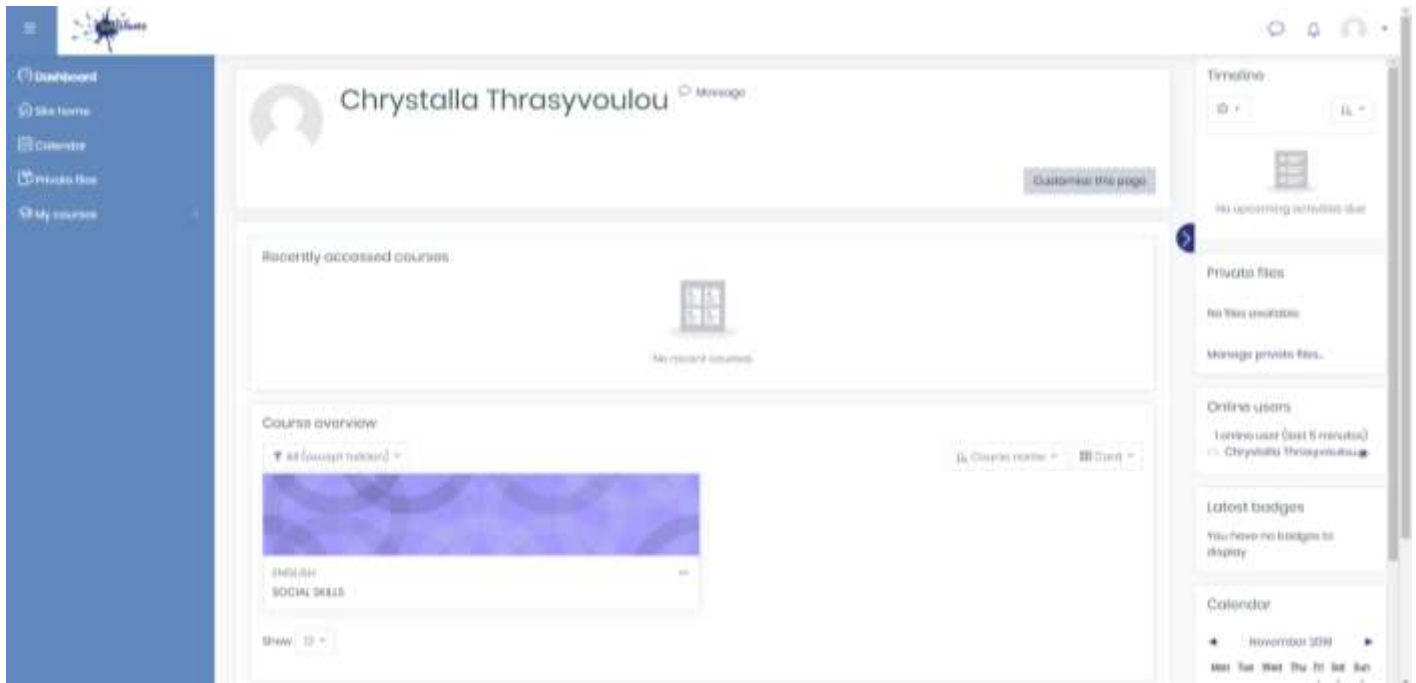 Dashboard
Site home
Calendar
Private files
My courses
Chrystalla Thrasyvoulou Message
Customise this page
Recently accessed courses
No recent courses
Course overview
All (except hidden)
Course name
Card
ENGLISH
SOCIAL SKILLS
Show 12
Timeline
No upcoming activities due
Private files
No files available
Manage private files...
Online users
1 online user (last 5 minutes)
Chrystalla Thrasyvoulou
Latest badges
You have no badges to
display
Calendar
November
Mon Tue Wed Thu Fri Sat Sun